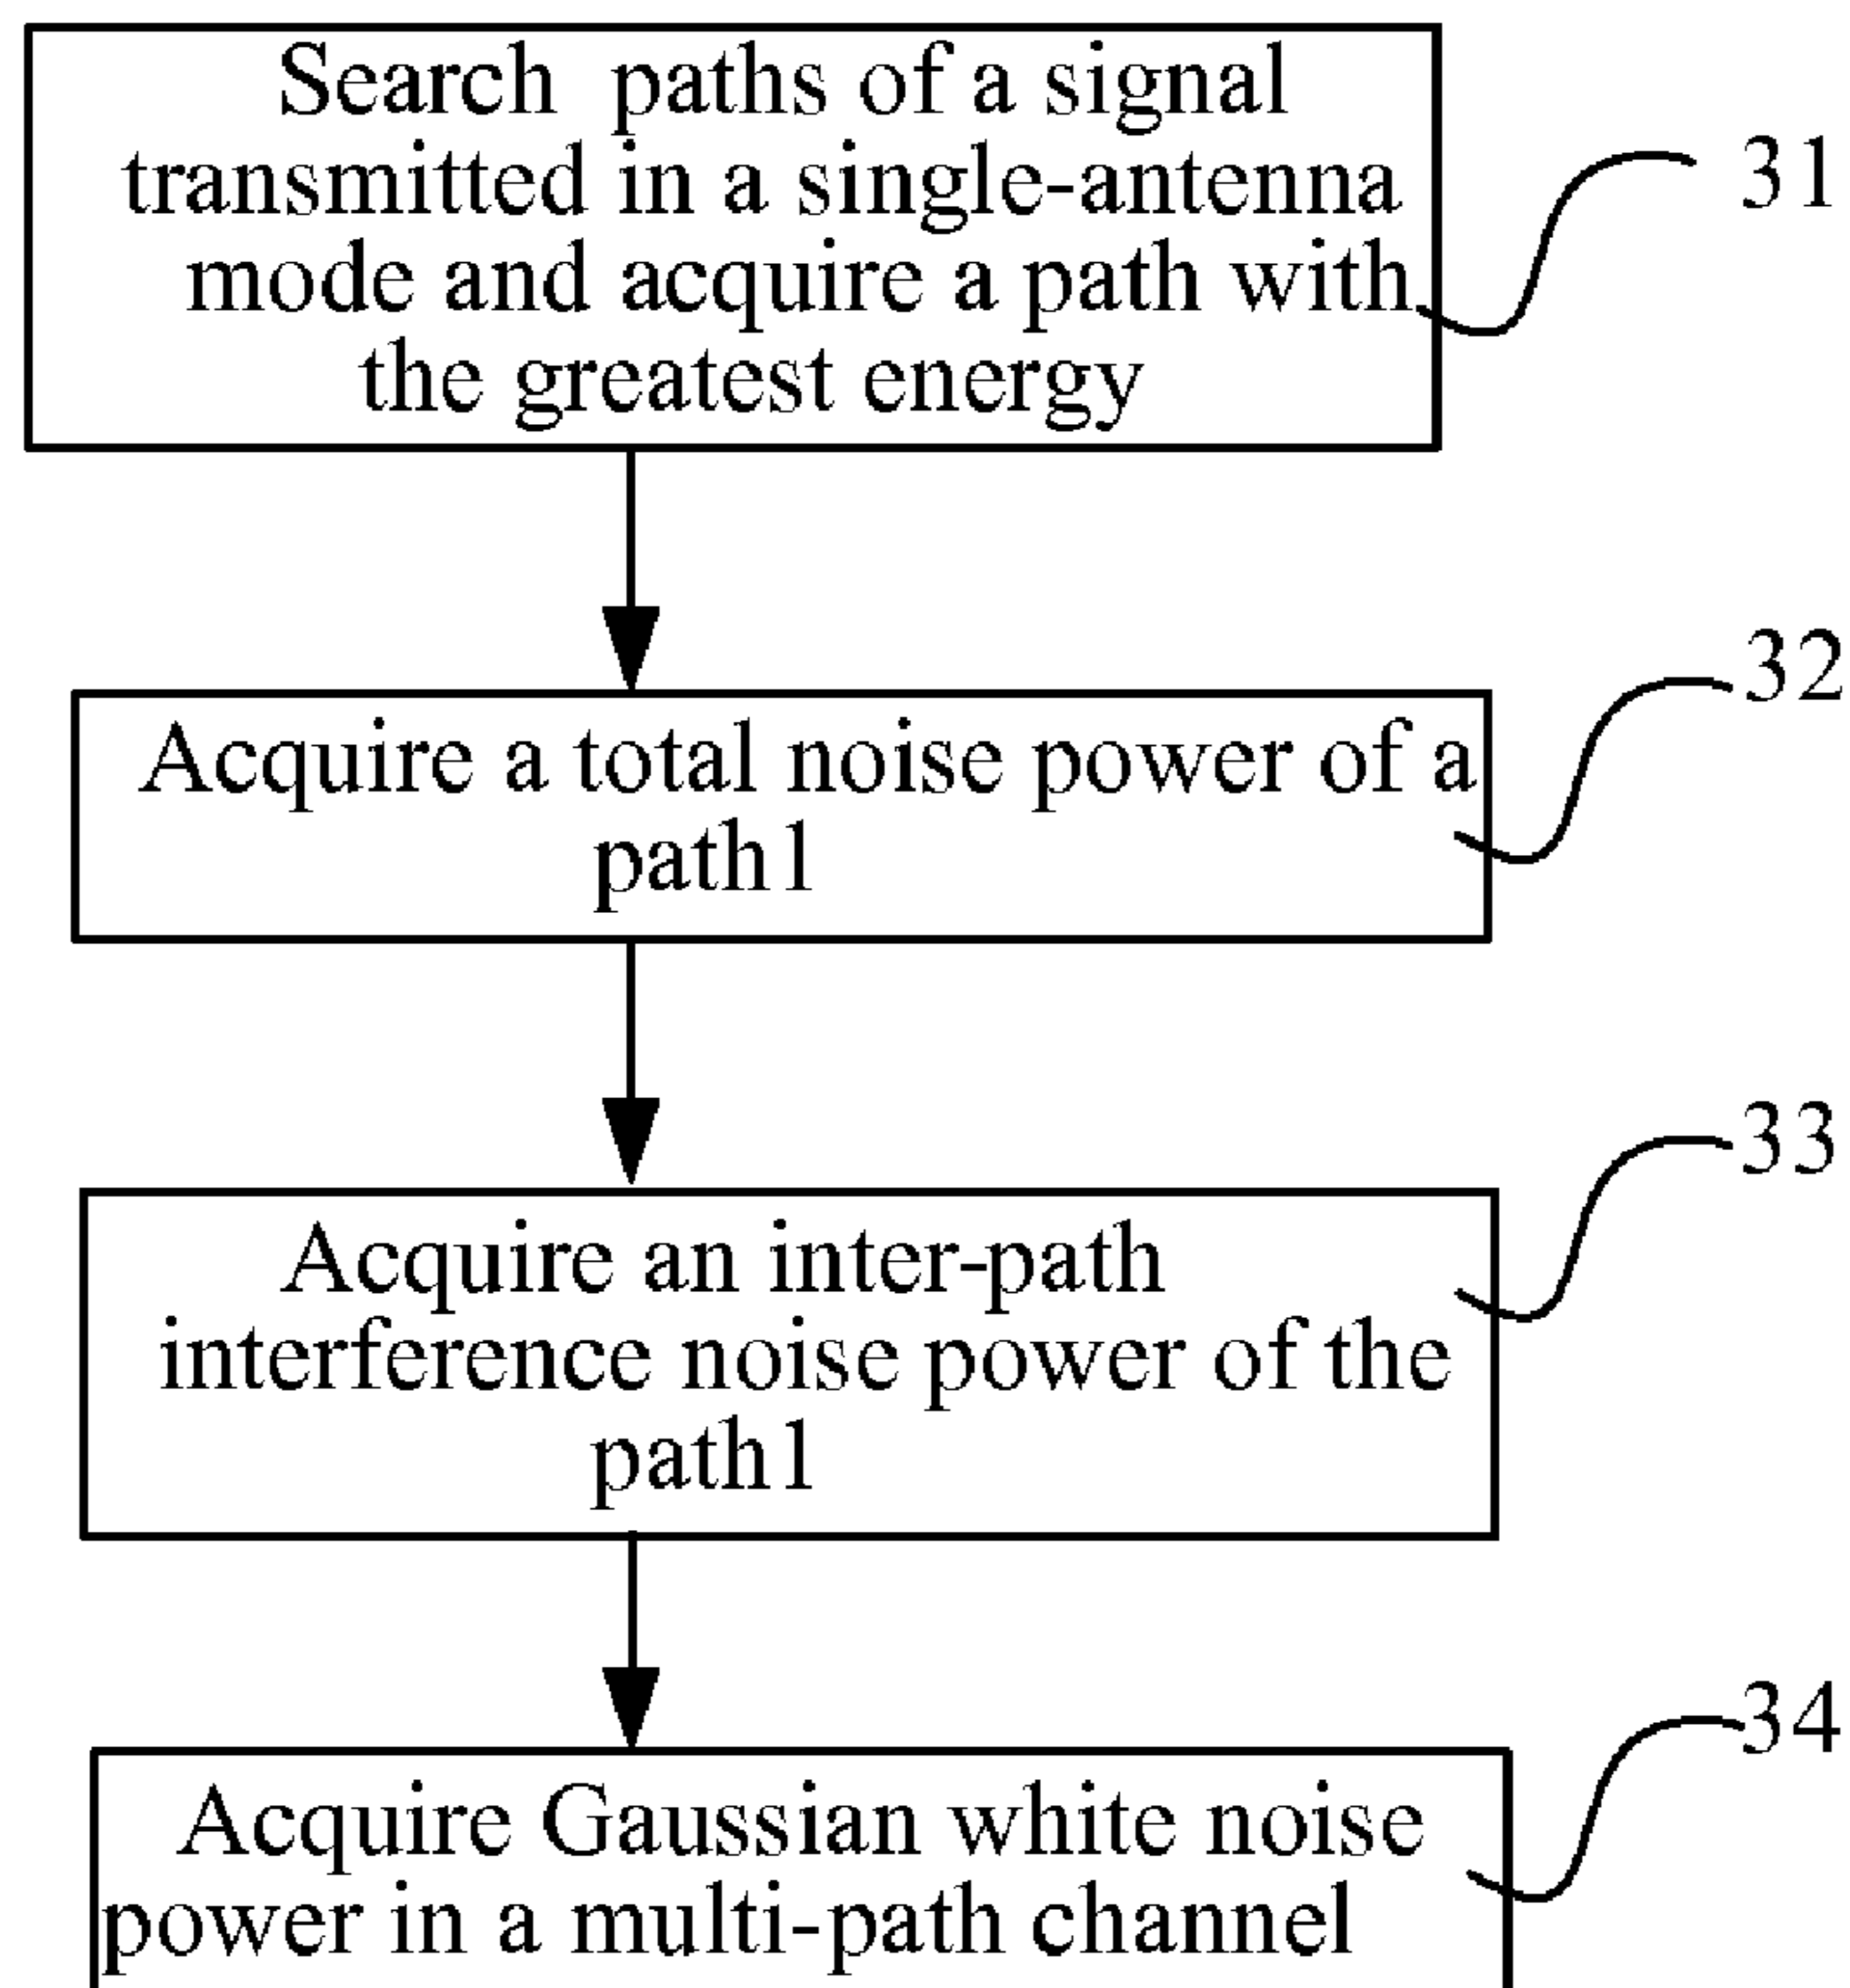 Search paths of a signal
transmitted in a single-antenna
mode and acquire a path with
the greatest energy
31
Acquire a total noise power of a
path1
32
Acquire an inter-path
interference noise power of the
path1
33
Acquire Gaussian white noise
power in a multi-path channel
34